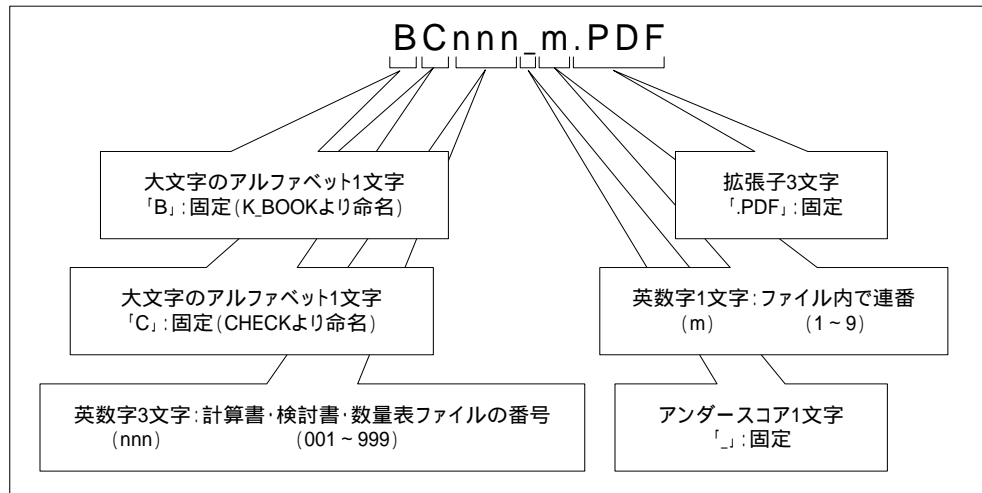 BCnnn_m.PDF
大文字のアルファベット1文字
「B」:固定(K_BOOKより命名)
拡張子3文字
「.PDF」:固定
大文字のアルファベット1文字
「C」:固定(CHECKより命名)
英数字1文字:ファイル内で連番
(m) (1~9)
英数字3文字:計算書・検討書・数量表ファイルの番号
(nnn) (001~999)
アンダースコア1文字
「_」:固定